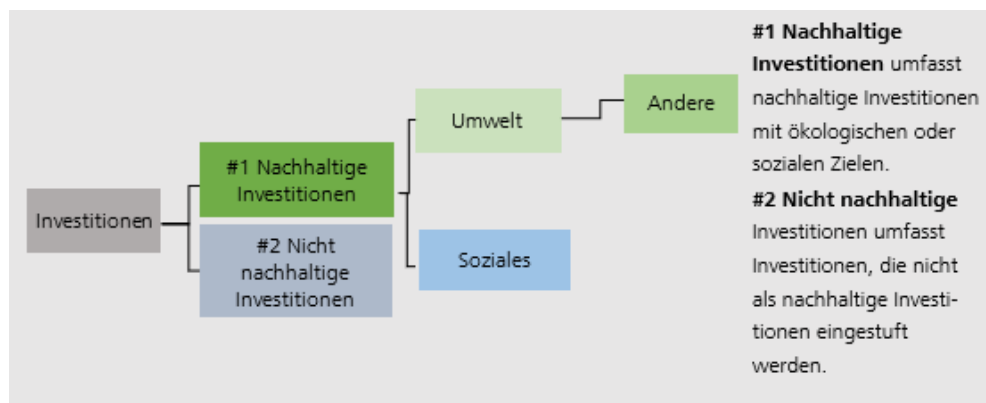 Investitionen
#1 Nachhaltige
Investitionen
#2 Nicht
nachhaltige
Investitionen
Umwelt
Soziales
Andere
#1 Nachhaltige
Investitionen umfasst
nachhaltige Investitionen
mit ökologischen oder
sozialen Zielen.
#2 Nicht nachhaltige
Investitionen umfasst
Investitionen, die nicht
als nachhaltige Investi-
tionen eingestuft
werden.